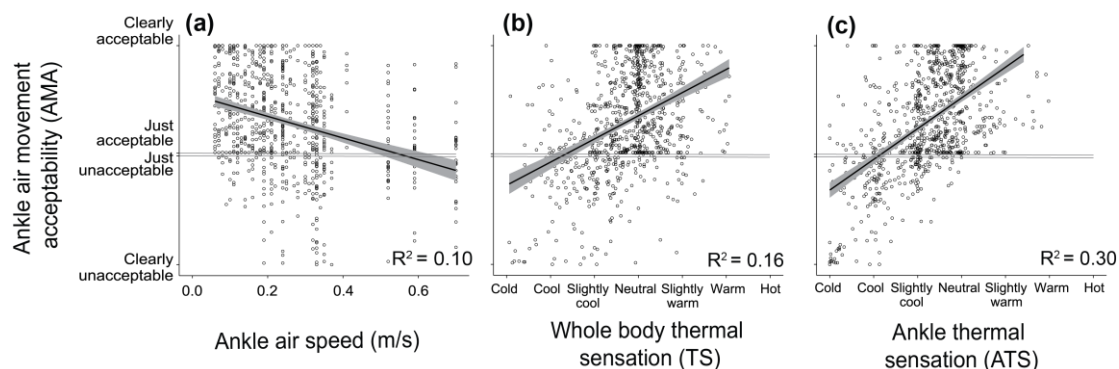 (a)
(b)
(c)
Ankle air movement
acceptability (AMA)
Clearly
acceptable
Just
acceptable
Just
unacceptable
Clearly
unacceptable
R² = 0.10
R² = 0.16
R² = 0.30
0.0 0.2 0.4 0.6
Cold Cool Slightly cool Neutral Slightly warm Warm Hot
Cold Cool Slightly cool Neutral Slightly warm Warm Hot
Ankle air speed (m/s)
Whole body thermal
sensation (TS)
Ankle thermal
sensation (ATS)